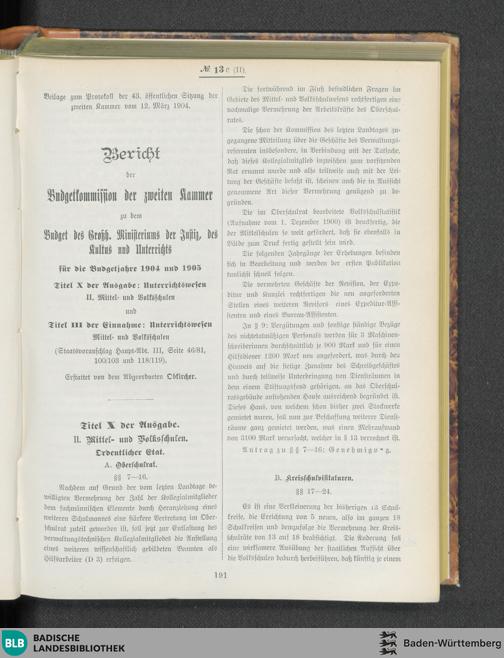 № 13c (II).
Beilage zum Protokoll der 43. öffentlichen Sitzung der
zweiten Kammer vom 12. März 1904.
Bericht
der
Budgetkommission der zweiten Kammer
zu dem
Budget des Großh. Ministeriums der Justiz, des
Kultus und Unterrichts
für die Budgetjahre 1904 und 1905
Titel X der Ausgabe: Unterrichtswesen
II. Mittel- und Volksschulen
und
Titel III der Einnahme: Unterrichtswesen
Mittel- und Volksschulen
(Staatsvoranschlag Haupt-Abt. III, Seite 46/81,
100/103 und 118/119).
Erstattet von dem Abgeordneten Obkircher.
Titel X der Ausgabe.
II. Mittel- und Volksschulen.
Ordentlicher Etat.
A. Oberschulrat.
§§ 7—16.
Nachdem auf Grund der vom letzten Landtage be-
willigten Vermehrung der Zahl der Kollegialmitglieder
dem fachmännischen Elemente durch Heranziehung eines
weiteren Schulmannes eine stärkere Vertretung im Ober-
schulrat zuteil geworden ist, soll jetzt zur Entlastung des
verwaltungstechnischen Kollegialmitgliedes die Anstellung
eines weiteren wissenschaftlich gebildeten Beamten als
Hilfsarbeiter (D 3) erfolgen.
Die fortwährend im Fluß befindlichen Fragen im
Gebiete des Mittel- und Volksschulwesens rechtfertigen eine
nochmalige Vermehrung der Arbeitskräfte des Oberschul-
rates.
Die schon der Kommission des letzten Landtages zu-
gegangene Mitteilung über die Geschäfte des Verwaltungs-
referenten insbesondere, in Verbindung mit der Tatsache,
daß dieses Kollegialmitglied inzwischen zum vorsitzenden
Rat ernannt wurde und also teilweise auch mit der Lei-
tung der Geschäfte befaßt ist, scheinen auch die in Aussicht
genommene Art dieser Vermehrung genügend zu be-
gründen.
Die im Oberschulrat bearbeitete Volksschulstatistik
(Aufnahme vom 1. Dezember 1900) ist druckfertig, die
der Mittelschulen so weit gefördert, daß sie ebenfalls in
Bälde zum Druck fertig gestellt sein wird.
Die folgenden Jahrgänge der Erhebungen befinden
sich in Bearbeitung und werden der ersten Publikation
tunlichst schnell folgen.
Die vermehrten Geschäfte der Revision, der Expe-
ditur und Kanzlei rechtfertigen die neu angeforderten
Stellen eines weiteren Revisors eines Expeditur-Assi-
stenten und eines Bureau-Assistenten.
In § 9: Vergütungen und sonstige ständige Bezüge
des nichtetatmäßigen Personals werden für 3 Maschinen-
schreiberinnen durchschnittlich je 900 Mark und für einen
Hilfsdiener 1200 Mark neu angefordert, was durch den
Hinweis auf die stetige Zunahme des Schreibgeschäftes
und durch teilweise Unterbringung von Diensträumen in
dem einem Stiftungsfond gehörigen, an das Oberschul-
ratsgebäude anstoßenden Hause ausreichend begründet ist.
Dieses Haus, von welchem schon bisher zwei Stockwerke
gemietet waren, soll nun zur Beschaffung weiterer Dienst-
räume ganz gemietet werden, was einen Mehraufwand
von 3100 Mark verursacht, welcher in § 13 verrechnet ist.
Antrag zu §§ 7—16: Genehmigung.
B. Kreisschulvisitaturen.
§§ 17—24.
Es ist eine Verkleinerung der bisherigen 13 Schul-
kreise, die Errichtung von 5 neuen, also im ganzen 18
Schulkreisen und demzufolge die Vermehrung der Kreis-
schulräte von 13 auf 18 beabsichtigt. Die Änderung soll
eine wirksamere Ausübung der staatlichen Aufsicht über
die Volksschulen dadurch herbeiführen, daß künftig je einem
191
BLB
BADISCHE
LANDESBIBLIOTHEK
Baden-Württemberg